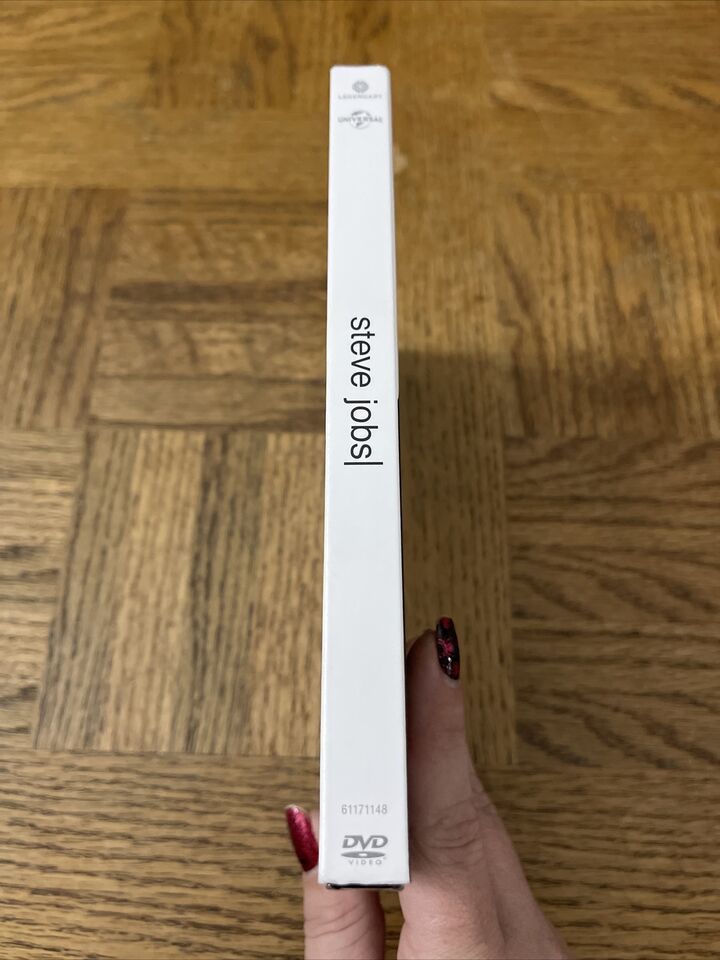 LEGENDARY
UNIVERSAL
steve jobs|
61171148
DVD
VIDEO